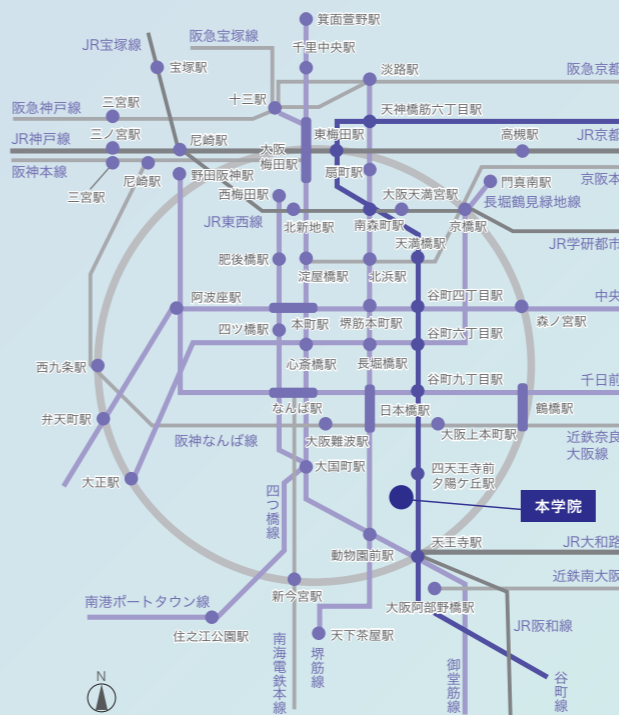 箕面萱野駅
JR宝塚線
阪急宝塚線
千里中央駅
宝塚駅
淡路駅
阪急京都
阪急神戸線
三宮駅
十三駅
天神橋筋六丁目駅
JR神戸線
三ノ宮駅
尼崎駅
大阪
梅田駅
東梅田駅
高槻駅
JR京都
阪神本線
三宮駅
尼崎駅
野田阪神駅
扇町駅
京阪本
西梅田駅
大阪天満宮駅
門真南駅
長堀鶴見緑地線
JR東西線
北新地駅
南森町駅
京橋駅
天満橋駅
JR学研都市
肥後橋駅
淀屋橋駅
北浜駅
阿波座駅
谷町四丁目駅
中央
四ツ橋駅
本町駅
堺筋本町駅
森ノ宮駅
谷町六丁目駅
西九条駅
心斎橋駅
長堀橋駅
谷町九丁目駅
千日前
なんば駅
日本橋駅
鶴橋駅
弁天町駅
阪神なんば線
大阪難波駅
大阪上本町駅
近鉄奈良
大阪線
大正駅
大国町駅
四天王寺前
夕陽ケ丘駅
四つ橋線
本学院
動物園前駅
天王寺駅
JR大和路
新今宮駅
近鉄南大阪
南港ポートタウン線
大阪阿部野橋駅
住之江公園駅
天下茶屋駅
JR阪和線
南海電鉄本線
堺筋線
御堂筋線
谷町線
N